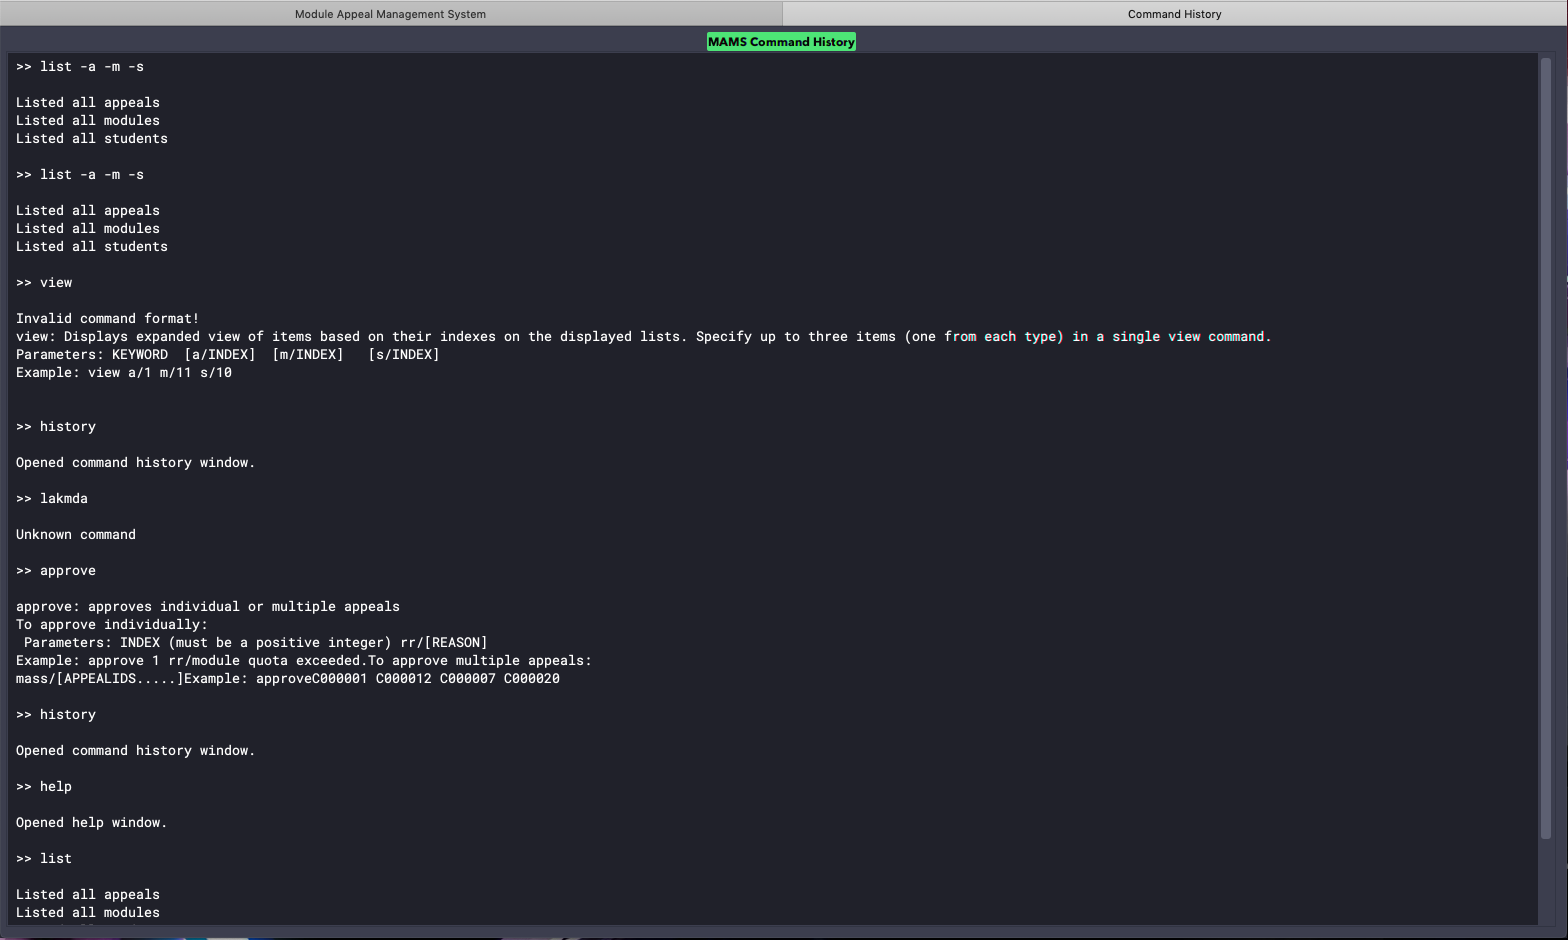 Module Appeal Management System
Command History
MAMS Command History
>> list -a -m -s
Listed all appeals
Listed all modules
Listed all students
>> list -a -m -s
Listed all appeals
Listed all modules
Listed all students
>> view
Invalid command format!
view: Displays expanded view of items based on their indexes on the displayed lists. Specify up to three items (one from each type) in a single view command.
Parameters: KEYWORD  [a/INDEX]  [m/INDEX]   [s/INDEX]
Example: view a/1 m/11 s/10
>> history
Opened command history window.
>> lakmda
Unknown command
>> approve
approve: approves individual or multiple appeals
To approve individually:
Parameters: INDEX (must be a positive integer) rr/[REASON]
Example: approve 1 rr/module quota exceeded.To approve multiple appeals:
mass/[APPEALIDS.....]Example: approveC000001 C000012 C000007 C000020
>> history
Opened command history window.
>> help
Opened help window.
>> list
Listed all appeals
Listed all modules